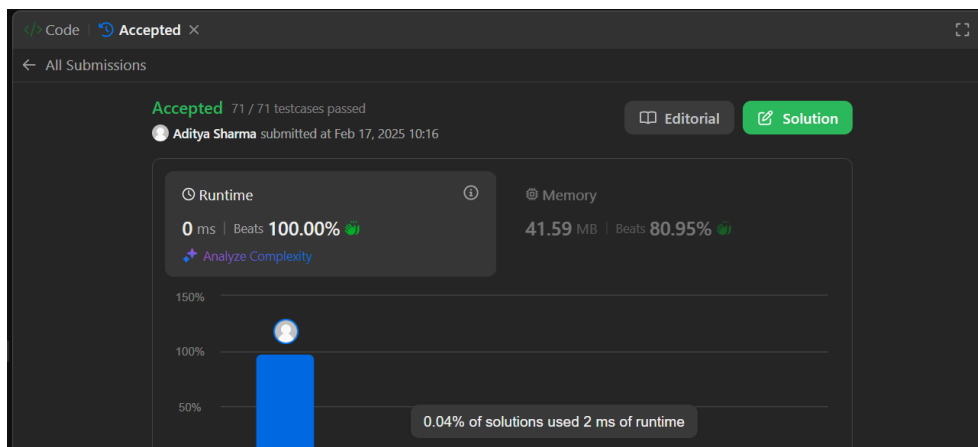 </> Code | Accepted ×
← All Submissions
Accepted 71 / 71 testcases passed
Editorial
Solution
Aditya Sharma submitted at Feb 17, 2025 10:16
Runtime
0 ms | Beats 100.00%
Analyze Complexity
Memory
41.59 MB | Beats 80.95%
150%
100%
50%
0.04% of solutions used 2 ms of runtime